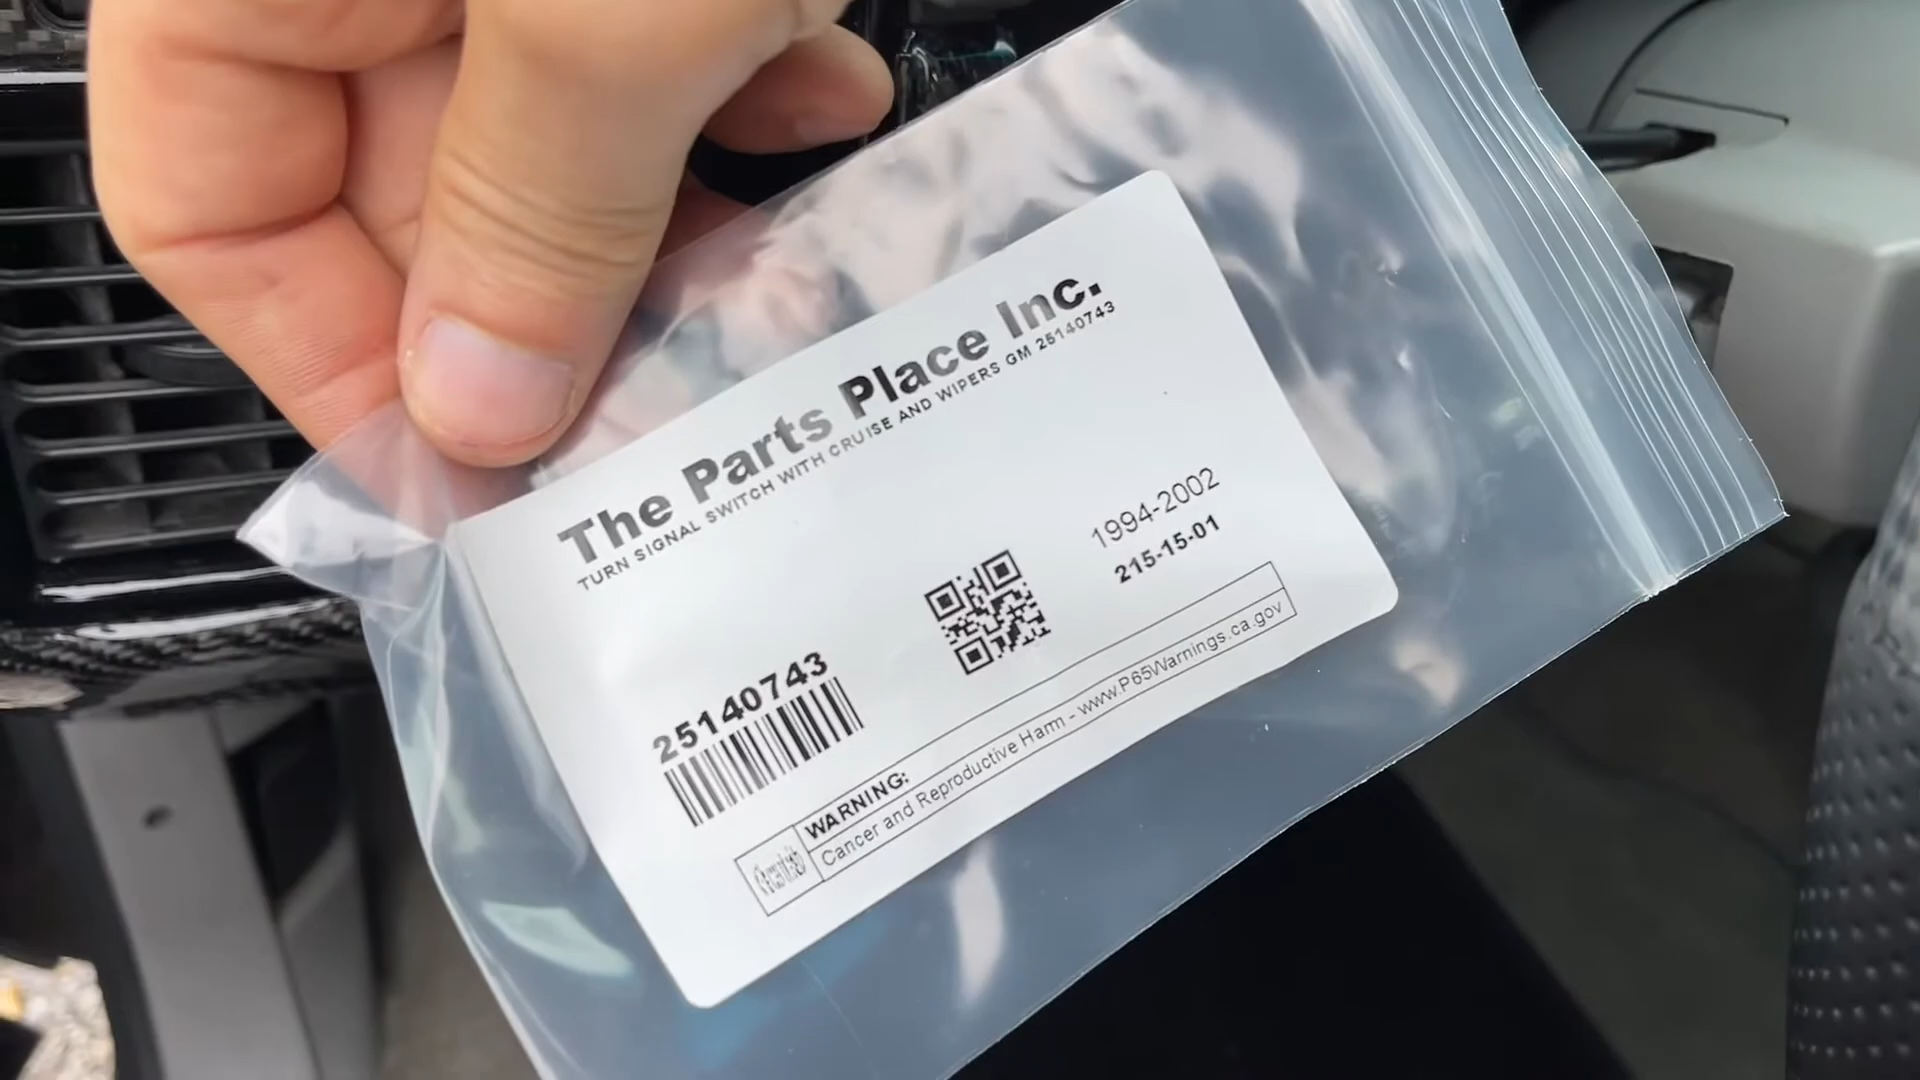 The Parts Place Inc.
TURN SIGNAL SWITCH WITH CRUISE AND WIPERS GM 25140743
1994-2002
215-15-01
25140743
WARNING:
Cancer and Reproductive Harm - www.P65Warnings.ca.gov